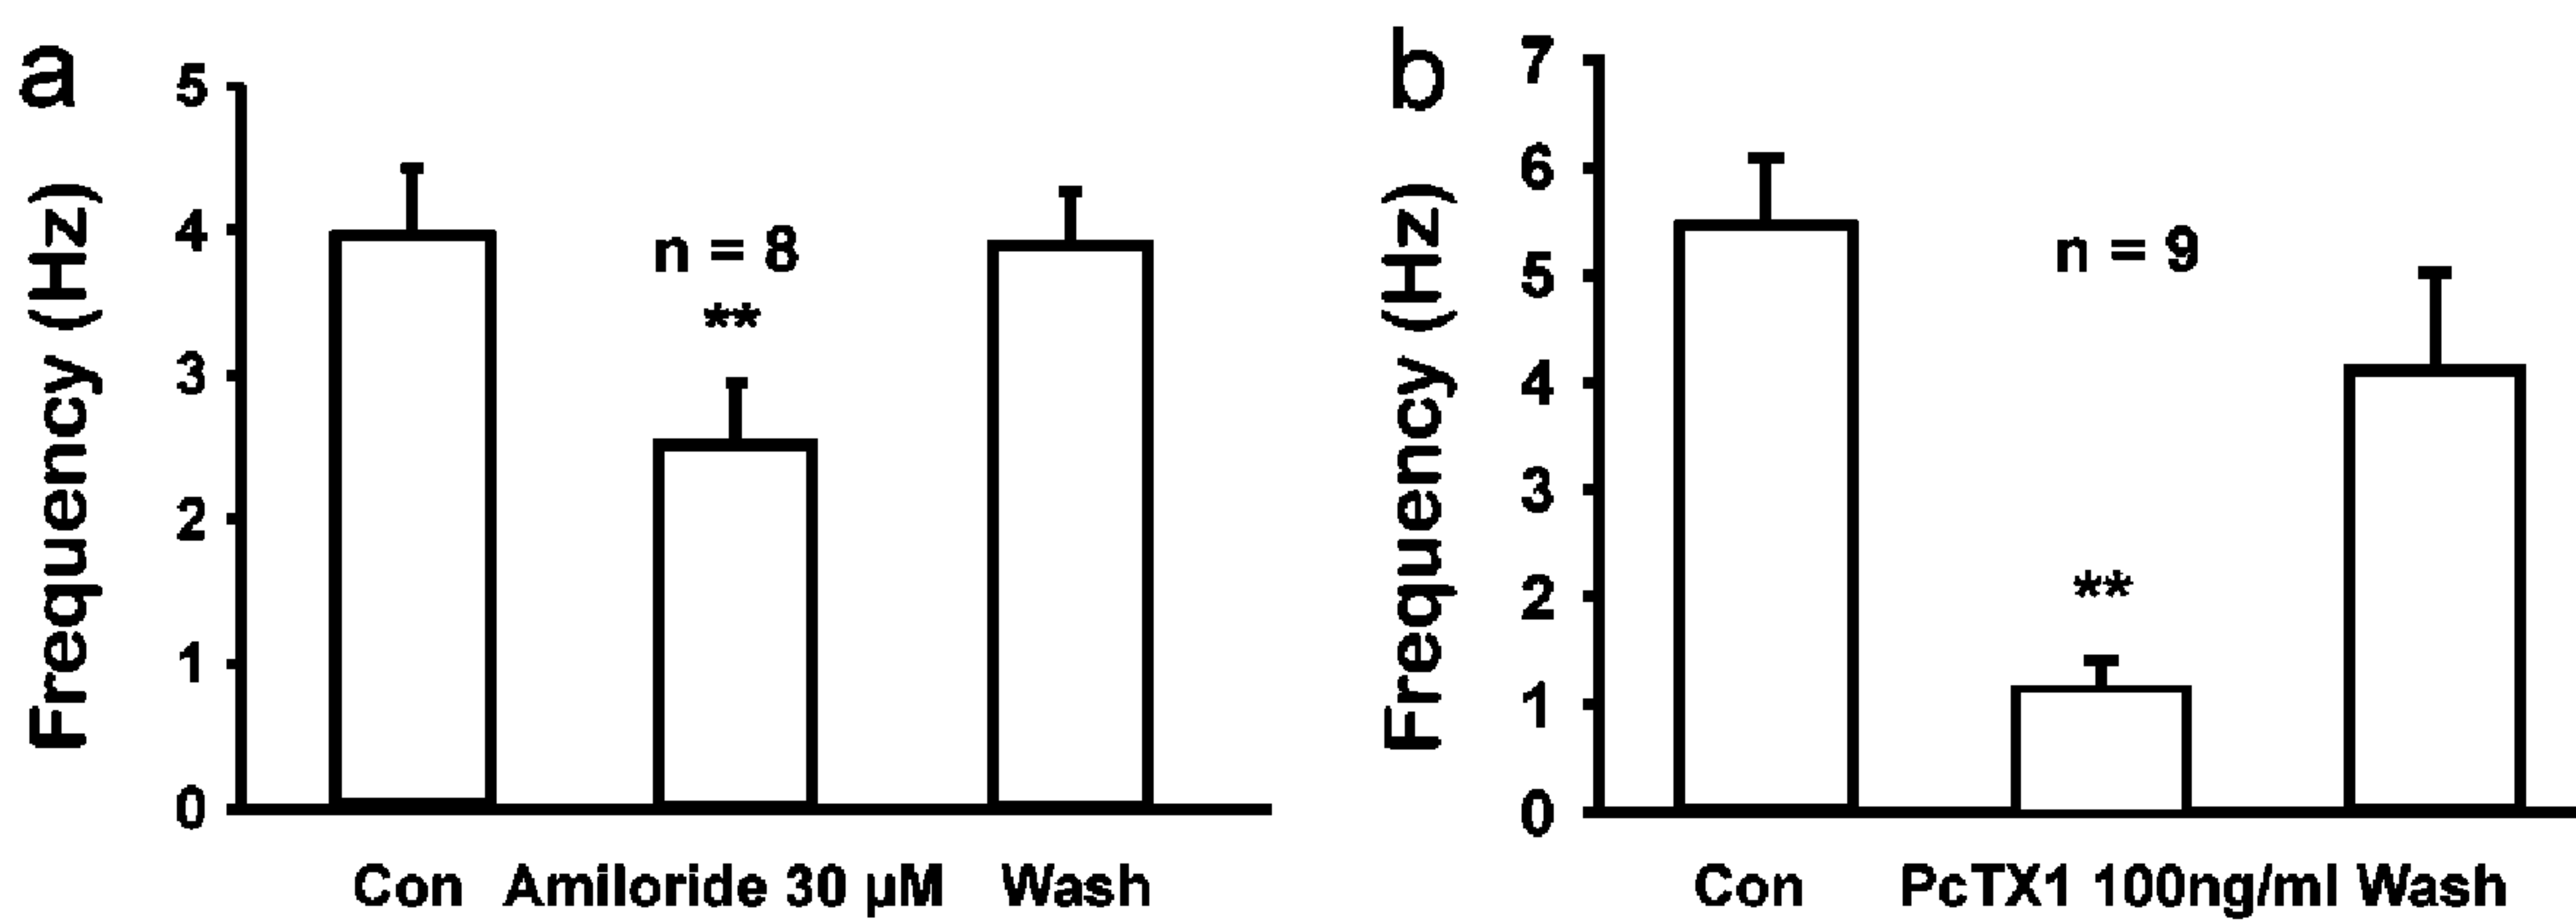 a
5
4
3
2
1
0
Frequency (Hz)
n = 8
**
Con Amiloride 30 µM Wash
b
7
6
5
4
3
2
1
0
Frequency (Hz)
n = 9
**
Con PcTX1 100ng/ml Wash